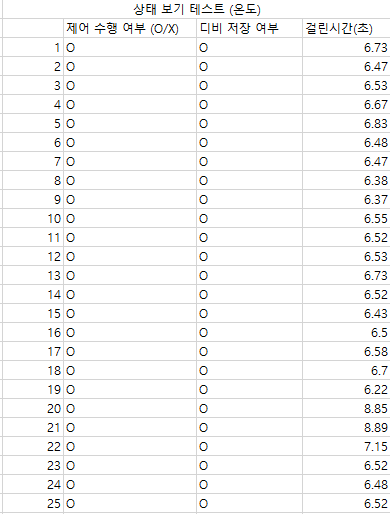 상태 보기 테스트 (온도)
제어 수행 여부 (O/X) 디비 저장 여부 걸린시간(초)
1 O O 6.73
2 O O 6.47
3 O O 6.53
4 O O 6.67
5 O O 6.83
6 O O 6.48
7 O O 6.47
8 O O 6.38
9 O O 6.37
10 O O 6.55
11 O O 6.52
12 O O 6.53
13 O O 6.73
14 O O 6.52
15 O O 6.43
16 O O 6.5
17 O O 6.58
18 O O 6.7
19 O O 6.22
20 O O 8.85
21 O O 8.89
22 O O 7.15
23 O O 6.52
24 O O 6.48
25 O O 6.52